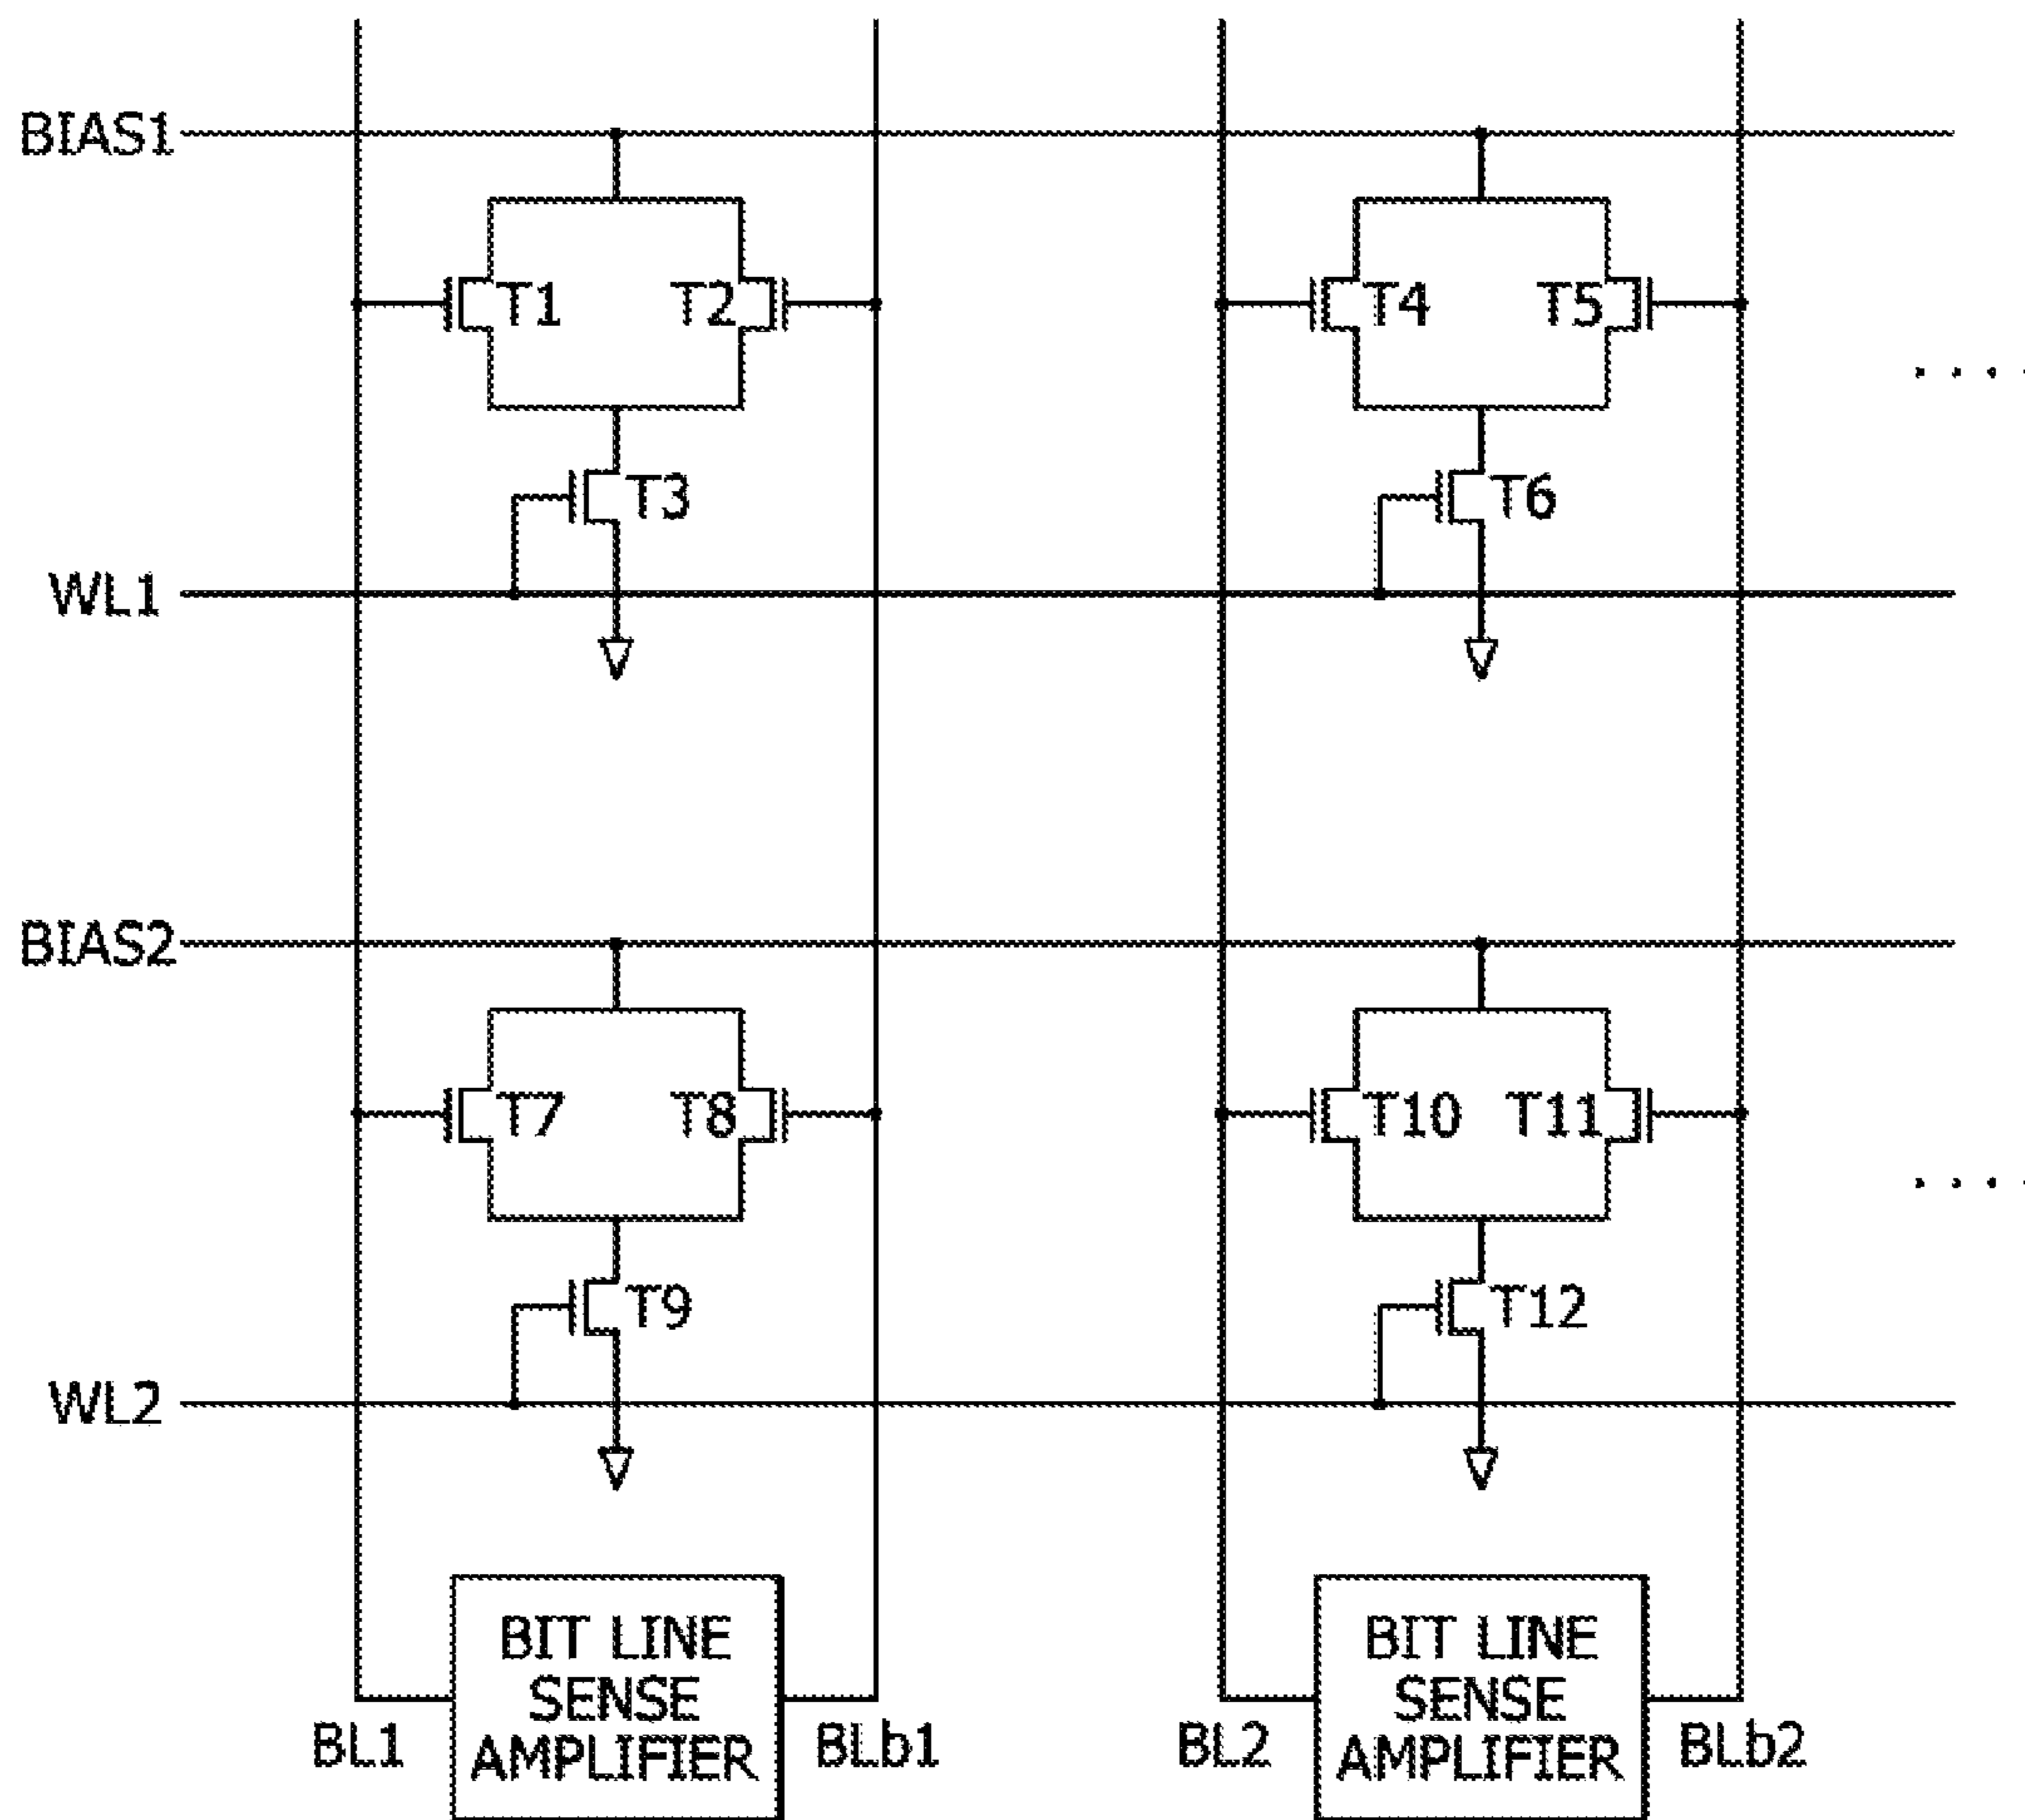 BIAS1
T1 T2 T4 T5
. . . .
T3 T6
WL1
BIAS2
T7 T8 T10 T11
. . . .
T9 T12
WL2
BIT LINE
SENSE
AMPLIFIER
BIT LINE
SENSE
AMPLIFIER
BL1 BLb1 BL2 BLb2